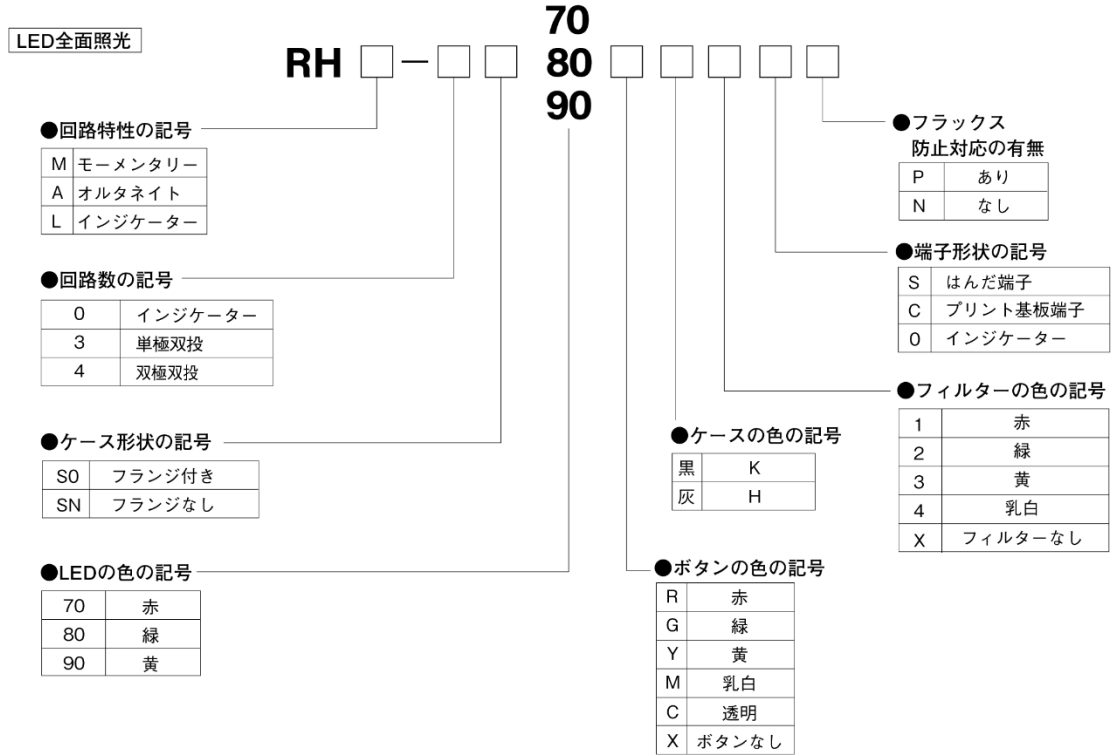 LED全面照光
70
RH □-□□ 80 □□□□□
90
●回路特性の記号
M モーメンタリー
A オルタネイト
L インジケーター
●回路数の記号
0 インジケーター
3 単極双投
4 双極双投
●ケース形状の記号
S0 フランジ付き
SN フランジなし
●LEDの色の記号
70 赤
80 緑
90 黄
●ボタンの色の記号
R 赤
G 緑
Y 黄
M 乳白
C 透明
X ボタンなし
●ケースの色の記号
黒 K
灰 H
●フィルターの色の記号
1 赤
2 緑
3 黄
4 乳白
X フィルターなし
●端子形状の記号
S はんだ端子
C プリント基板端子
0 インジケーター
●フラックス
防止対応の有無
P あり
N なし